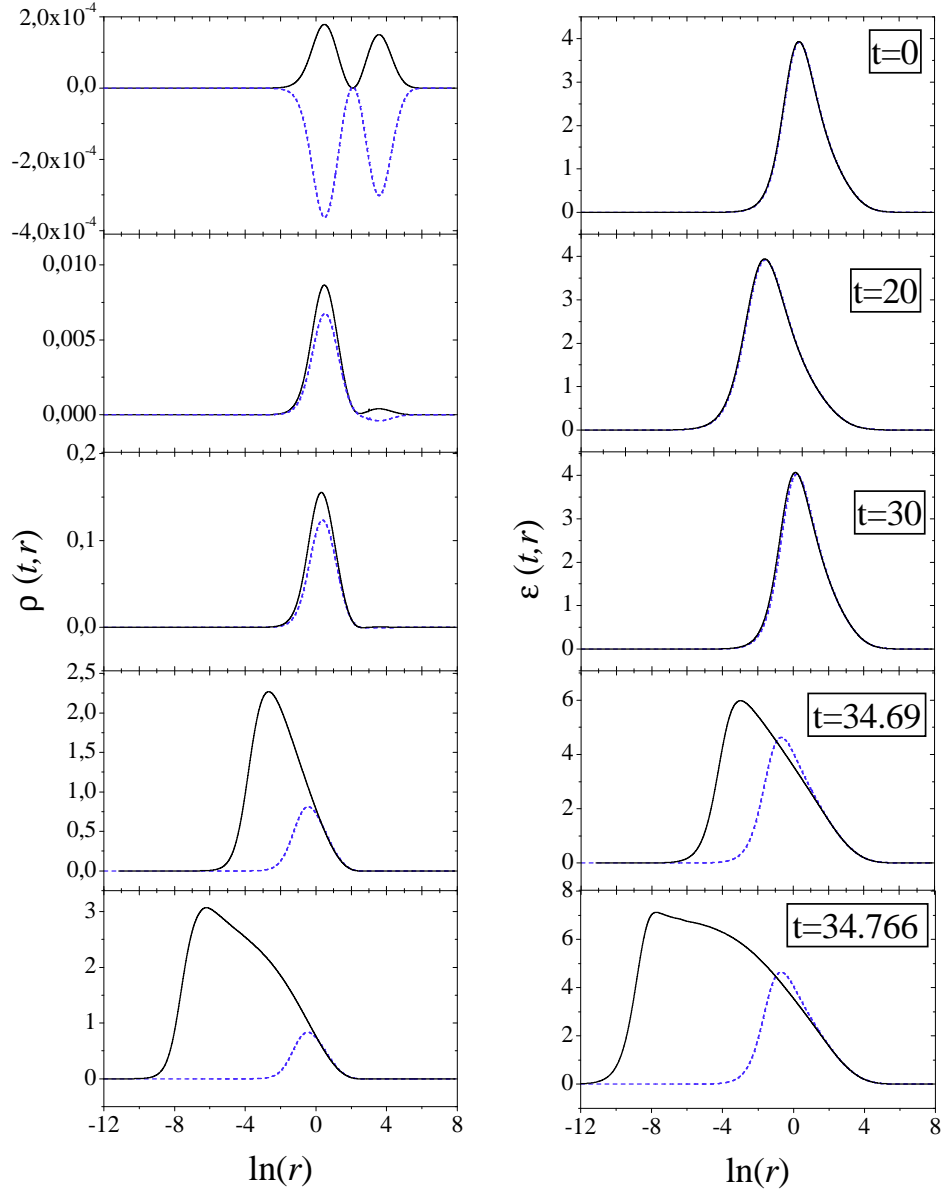 2,0x10⁻⁴
0,0
-2,0x10⁻⁴
-4,0x10⁻⁴
0,010
0,005
0,000
0,2
0,1
0,0
2,5
2,0
1,5
1,0
0,5
0,0
3
2
1
0
-12 -8 -4 0 4 8
ln(r)
ρ (t,r)
4
3
2
1
0
t=0
4
3
2
1
0
t=20
4
3
2
1
0
t=30
6
4
2
0
t=34.69
8
6
4
2
0
t=34.766
-12 -8 -4 0 4 8
ln(r)
ε (t,r)